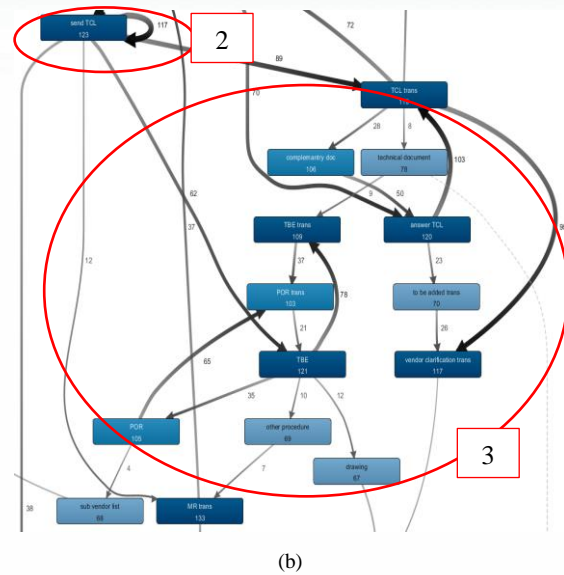 send TCL
123
117
2
72
89
TCL trans
70
28
8
complemantry doc
106
technical document
78
103
9
50
62
37
TBE trans
109
answer TCL
120
12
37
78
23
POR trans
103
to be added trans
70
21
26
65
TBE
121
vendor clarification trans
117
35
10
12
POR
105
other procedure
69
3
drawing
67
4
7
38
sub vendor list
68
MR trans
133
(b)